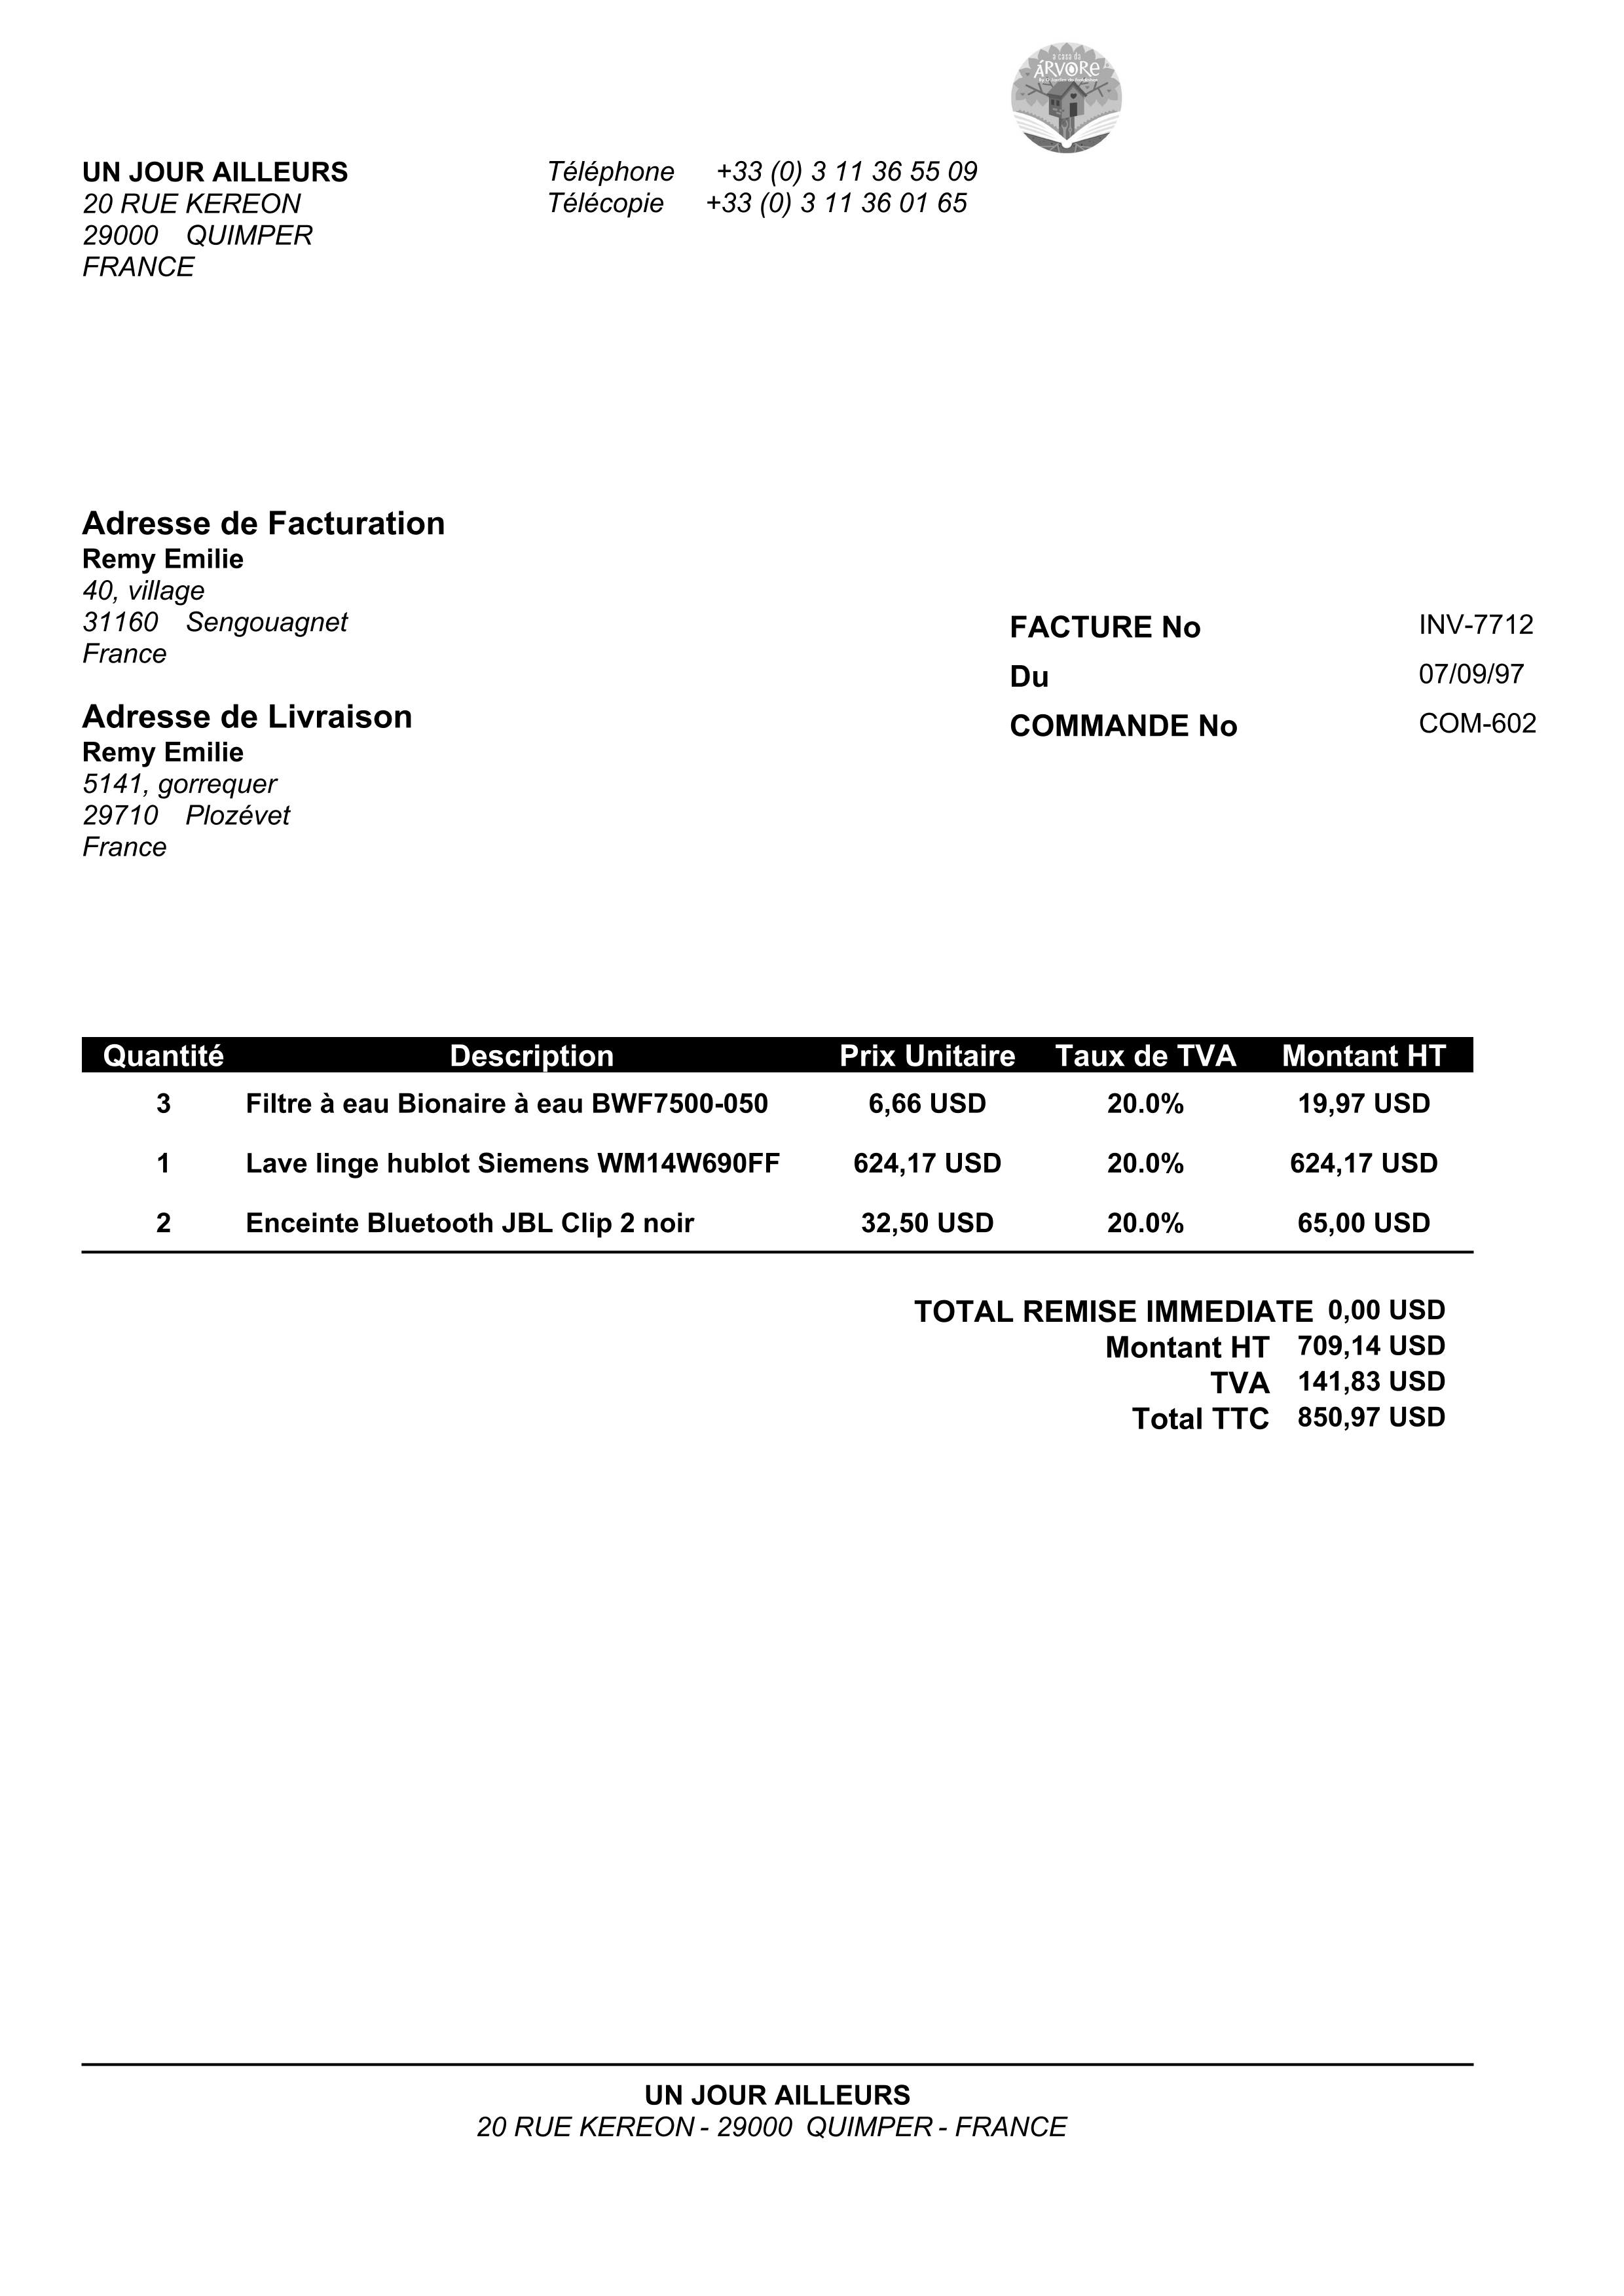 a casa da
ÁRVORe
UN JOUR AILLEURS
20 RUE KEREON
29000 QUIMPER
FRANCE
Téléphone +33 (0) 3 11 36 55 09
Télécopie +33 (0) 3 11 36 01 65
Adresse de Facturation
Remy Emilie
40, village
31160 Sengouagnet
France
Adresse de Livraison
Remy Emilie
5141, gorrequer
29710 Plozévet
France
FACTURE No INV-7712
Du 07/09/97
COMMANDE No COM-602
Quantité Description Prix Unitaire Taux de TVA Montant HT
3 Filtre à eau Bionaire à eau BWF7500-050 6,66 USD 20.0% 19,97 USD
1 Lave linge hublot Siemens WM14W690FF 624,17 USD 20.0% 624,17 USD
2 Enceinte Bluetooth JBL Clip 2 noir 32,50 USD 20.0% 65,00 USD
TOTAL REMISE IMMEDIATE 0,00 USD
Montant HT 709,14 USD
TVA 141,83 USD
Total TTC 850,97 USD
UN JOUR AILLEURS
20 RUE KEREON - 29000 QUIMPER - FRANCE